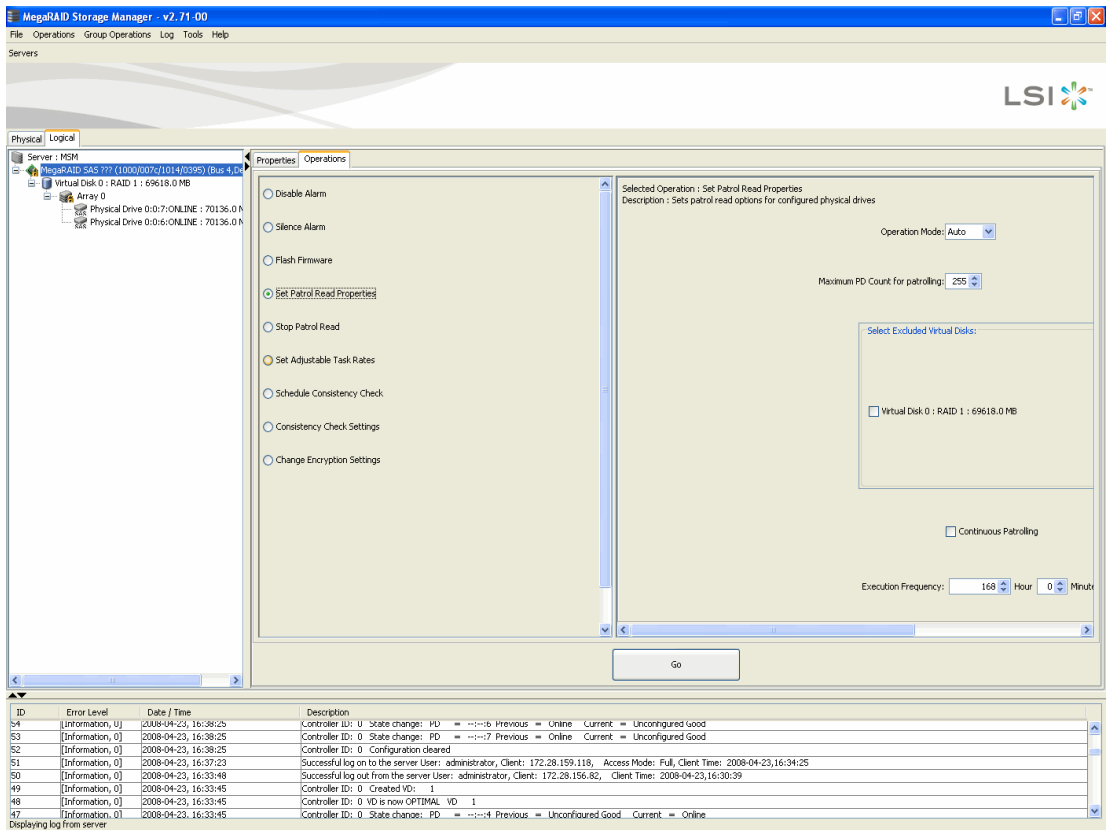 MegaRAID Storage Manager - v2.71-00
File Operations Group Operations Log Tools Help
Servers
LSI
Physical Logical
Server : MSM
MegaRAID SAS ??? (1000/007c/1014/0395) (Bus 4,De
Virtual Disk 0 : RAID 1 : 69618.0 MB
Array 0
Physical Drive 0:0:7:ONLINE : 70136.0 M
Physical Drive 0:0:6:ONLINE : 70136.0 M
Properties Operations
Disable Alarm
Silence Alarm
Flash Firmware
Set Patrol Read Properties
Stop Patrol Read
Set Adjustable Task Rates
Schedule Consistency Check
Consistency Check Settings
Change Encryption Settings
Selected Operation : Set Patrol Read Properties
Description : Sets patrol read options for configured physical drives
Operation Mode: Auto
Maximum PD Count for patrolling: 255
Select Excluded Virtual Disks:
Virtual Disk 0 : RAID 1 : 69618.0 MB
Continuous Patrolling
Execution Frequency: 168 Hour 0 Minute
Go
ID Error Level Date / Time Description
54 [Information, 0] 2008-04-23, 16:38:25 Controller ID: 0 State change: PD = --:--:6 Previous = Online Current = Unconfigured Good
53 [Information, 0] 2008-04-23, 16:38:25 Controller ID: 0 State change: PD = --:--:7 Previous = Online Current = Unconfigured Good
52 [Information, 0] 2008-04-23, 16:38:25 Controller ID: 0 Configuration cleared
51 [Information, 0] 2008-04-23, 16:37:23 Successful log on to the server User: administrator, Client: 172.28.159.118, Access Mode: Full, Client Time: 2008-04-23,16:34:25
50 [Information, 0] 2008-04-23, 16:33:48 Successful log out from the server User: administrator, Client: 172.28.156.82, Client Time: 2008-04-23,16:30:39
49 [Information, 0] 2008-04-23, 16:33:45 Controller ID: 0 Created VD: 1
48 [Information, 0] 2008-04-23, 16:33:45 Controller ID: 0 VD is now OPTIMAL VD 1
47 [Information, 0] 2008-04-23, 16:33:45 Controller ID: 0 State change: PD = --:--:4 Previous = Unconfigured Good Current = Online
Displaying log from server